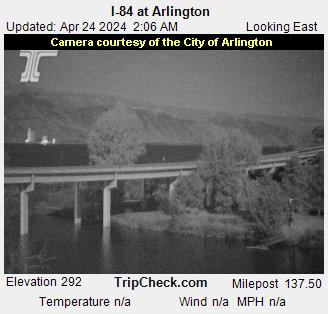 I-84 at Arlington
Updated: Apr 24 2024 2:06 AM Looking East
Camera courtesy of the City of Arlington
Elevation 292 TripCheck.com Milepost 137.50
Temperature n/a Wind n/a MPH n/a